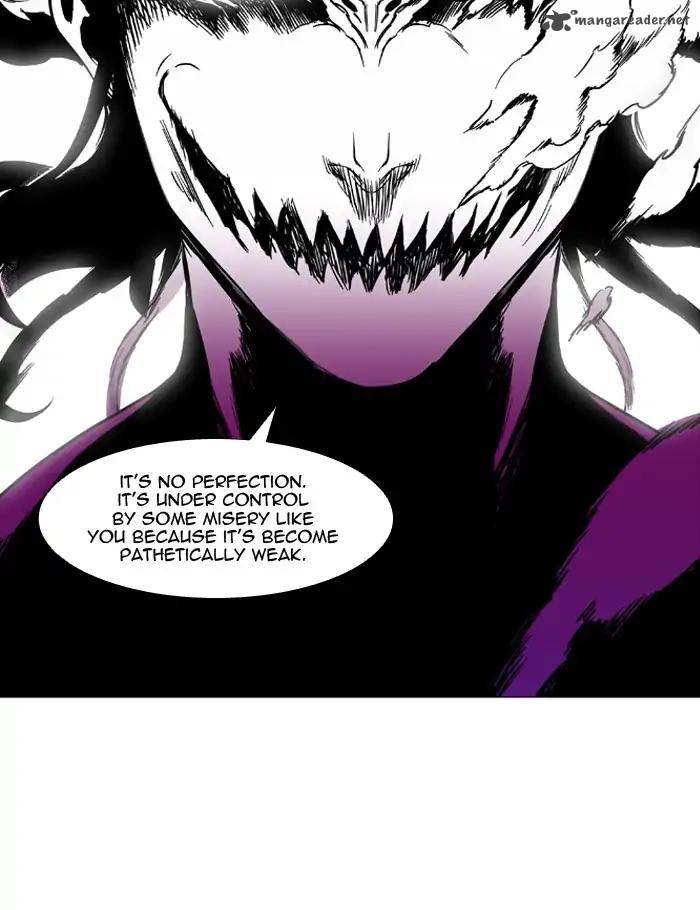 mangareader.net
IT'S NO PERFECTION.
IT'S UNDER CONTROL
BY SOME MISERY LIKE
YOU BECAUSE IT'S BECOME
PATHETICALLY WEAK.